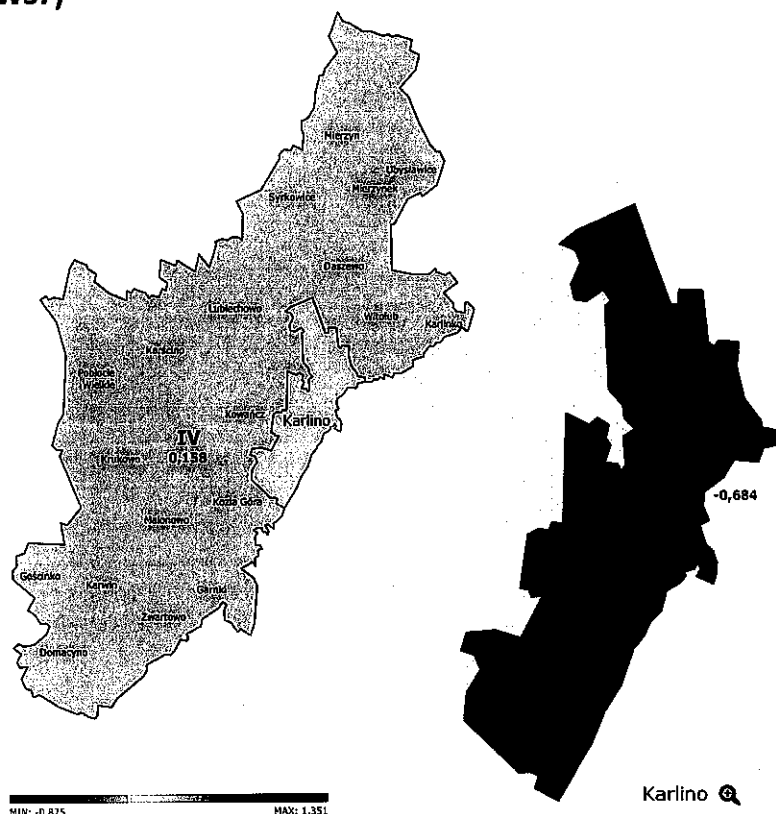 Mierzyn
Ubysławice
Mierzynek
Syrkowice
Daszewo
Lubiechowo
Witolub
Karlinko
Karścino
Pobłocie
Wielkie
Kowańcz
Karlino
IV
0,158
Krukowo
-0,684
Kozia Góra
Malonowo
Gościnko
Karwin
Garnki
Zwartowo
Domacyno
MIN: -0,875
MAX: 1,351
Karlino